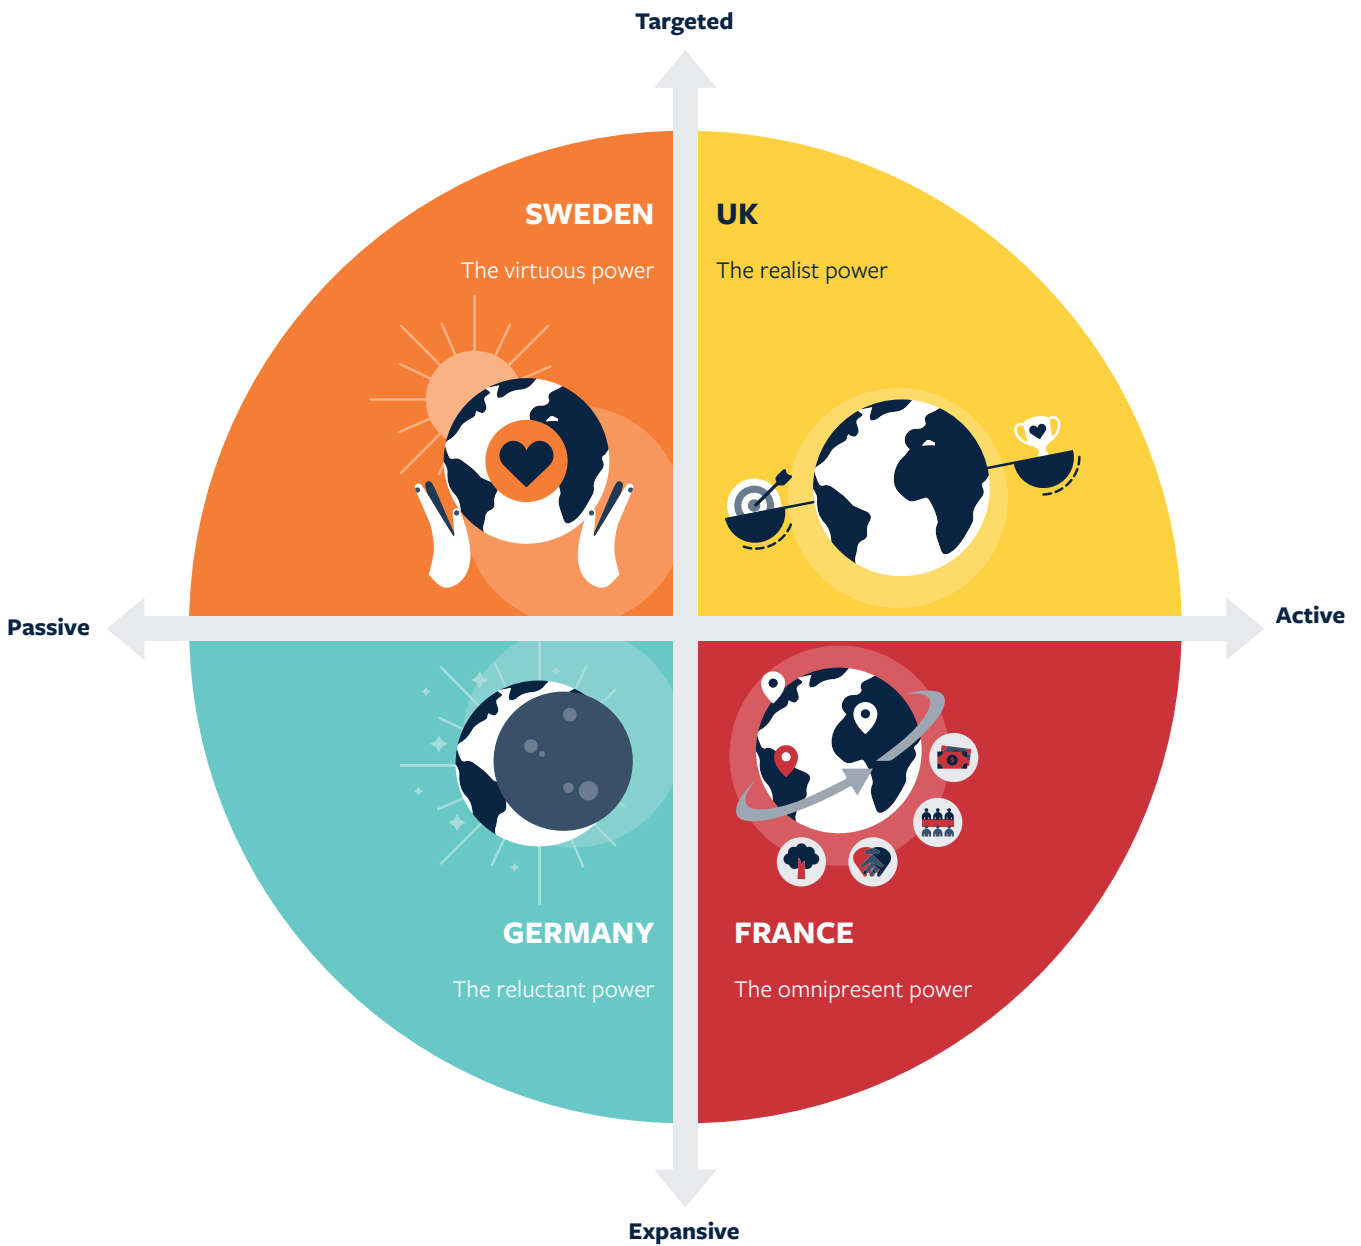 Targeted
SWEDEN
The virtuous power
UK
The realist power
Passive
Active
GERMANY
The reluctant power
FRANCE
The omnipresent power
Expansive